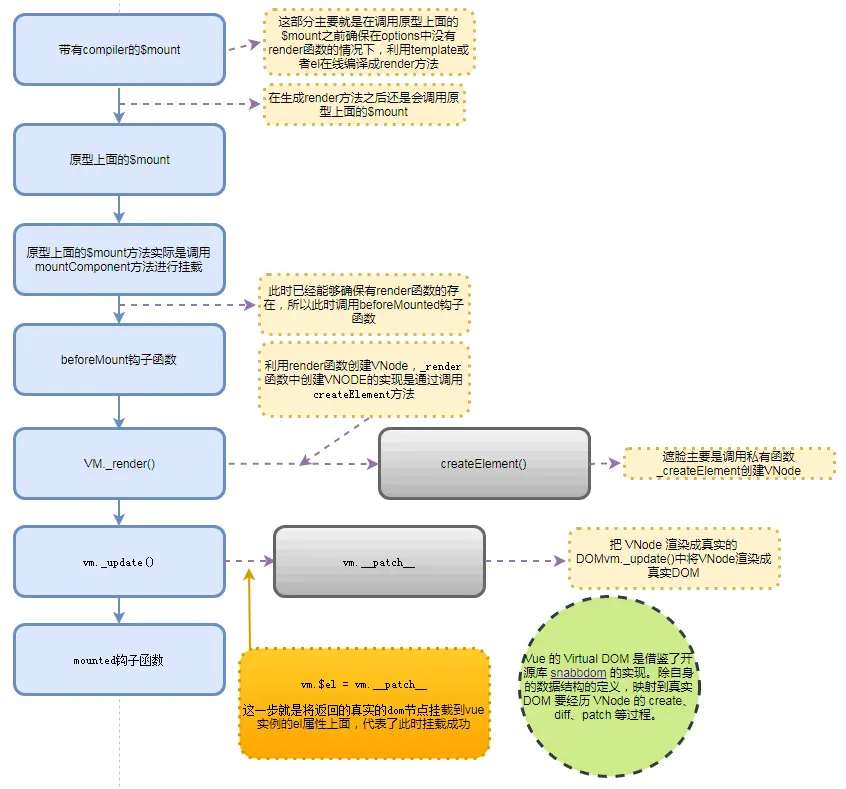 带有compiler的$mount
这部分主要就是在调用原型上面的
$mount之前确保在options中没有
render函数的情况下，利用template或
者el在线编译成render方法
在生成render方法之后还是会调用原
型上面的$mount
原型上面的$mount
原型上面的$mount方法实际是调用
mountComponent方法进行挂载
此时已经能够确保有render函数的存
在，所以此时调用beforeMounted钩子
函数
beforeMount钩子函数
利用render函数创建VNode，_render
函数中创建VNODE的实现是通过调用
createElement方法
VM._render()
createElement()
遮脸主要是调用私有函数
_createElement创建VNode
vm._update()
vm.__patch__
把 VNode 渲染成真实的
DOMvm._update()中将VNode渲染成
真实DOM
mounted钩子函数
vm.$el = vm.__patch__
这一步就是将返回的真实的dom节点挂载到vue
实例的el属性上面，代表了此时挂载成功
Vue 的 Virtual DOM 是借鉴了开
源库 snabbdom 的实现。除自身
的数据结构的定义，映射到真实
DOM 要经历 VNode 的 create、
diff、patch 等过程。